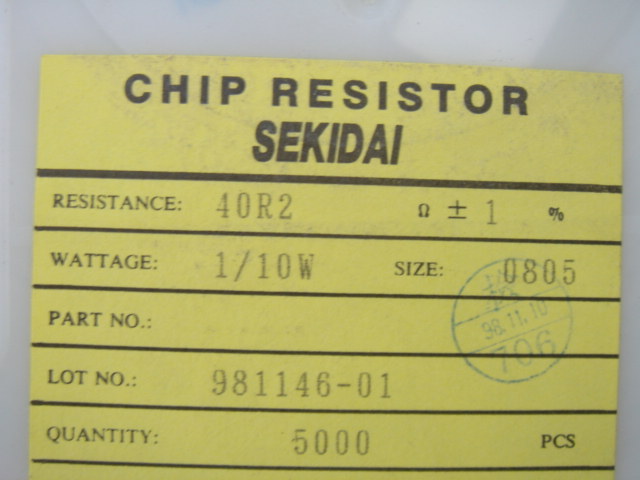 CHIP RESISTOR
SEKIDAI
RESISTANCE: 40R2 Ω ± 1 %
WATTAGE: 1/10W SIZE: 0805
PART NO.:
98.11.10
706
LOT NO.: 981146-01
QUANTITY: 5000 PCS